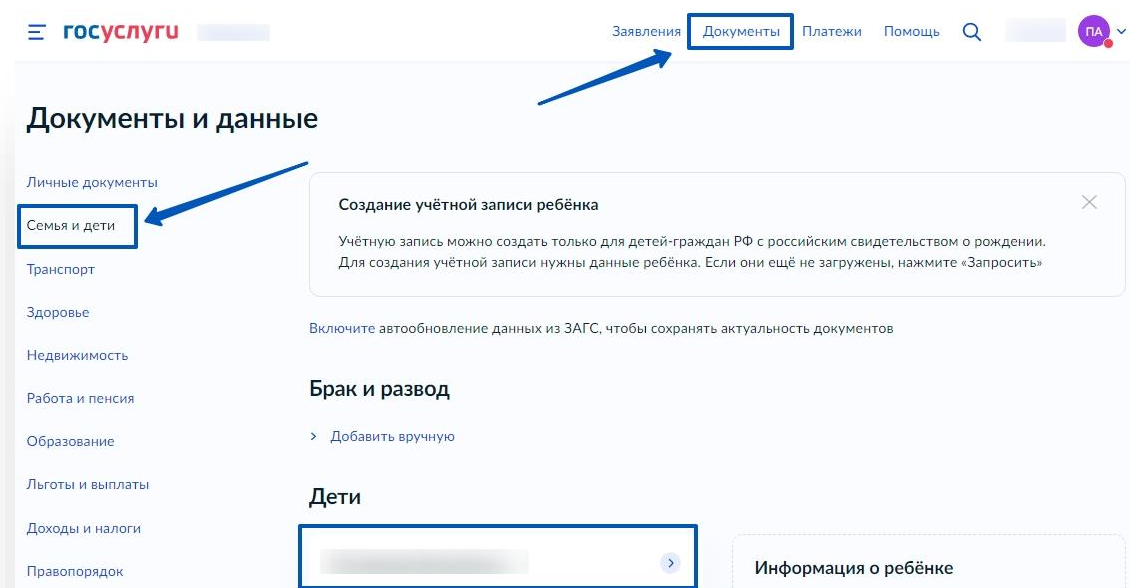 госуслуги
Заявления Документы Платежи Помощь ПА
Документы и данные
Личные документы
Семья и дети
Транспорт
Здоровье
Недвижимость
Работа и пенсия
Образование
Льготы и выплаты
Доходы и налоги
Правопорядок
Создание учётной записи ребёнка
Учётную запись можно создать только для детей-граждан РФ с российским свидетельством о рождении.
Для создания учётной записи нужны данные ребёнка. Если они ещё не загружены, нажмите «Запросить»
Включите автообновление данных из ЗАГС, чтобы сохранять актуальность документов
Брак и развод
Добавить вручную
Дети
Информация о ребёнке